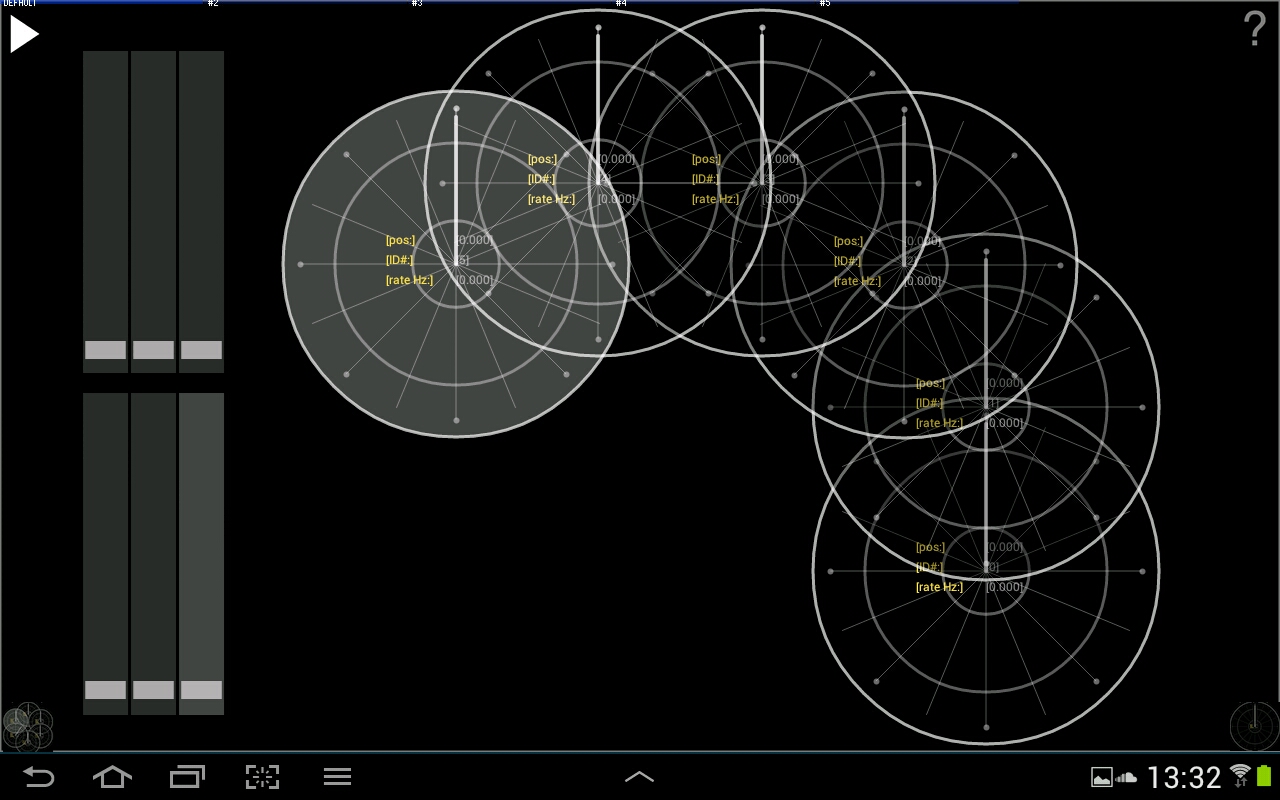 DEFAULT #2 #3 #4 #5
?
[pos:] [0.000]
[ID#:] [4]
[rate Hz:] [0.000]
[pos:] [0.000]
[ID#:]
[rate Hz:] [0.000]
[pos:] [0.000]
[ID#:] [5]
[rate Hz:] [0.000]
[pos:] [0.000]
[ID#:] [2]
[rate Hz:] [0.000]
[pos:] [0.000]
[ID#:] [1]
[rate Hz:] [0.000]
[pos:] [0.000]
[ID#:] [0]
[rate Hz:] [0.000]
13:32